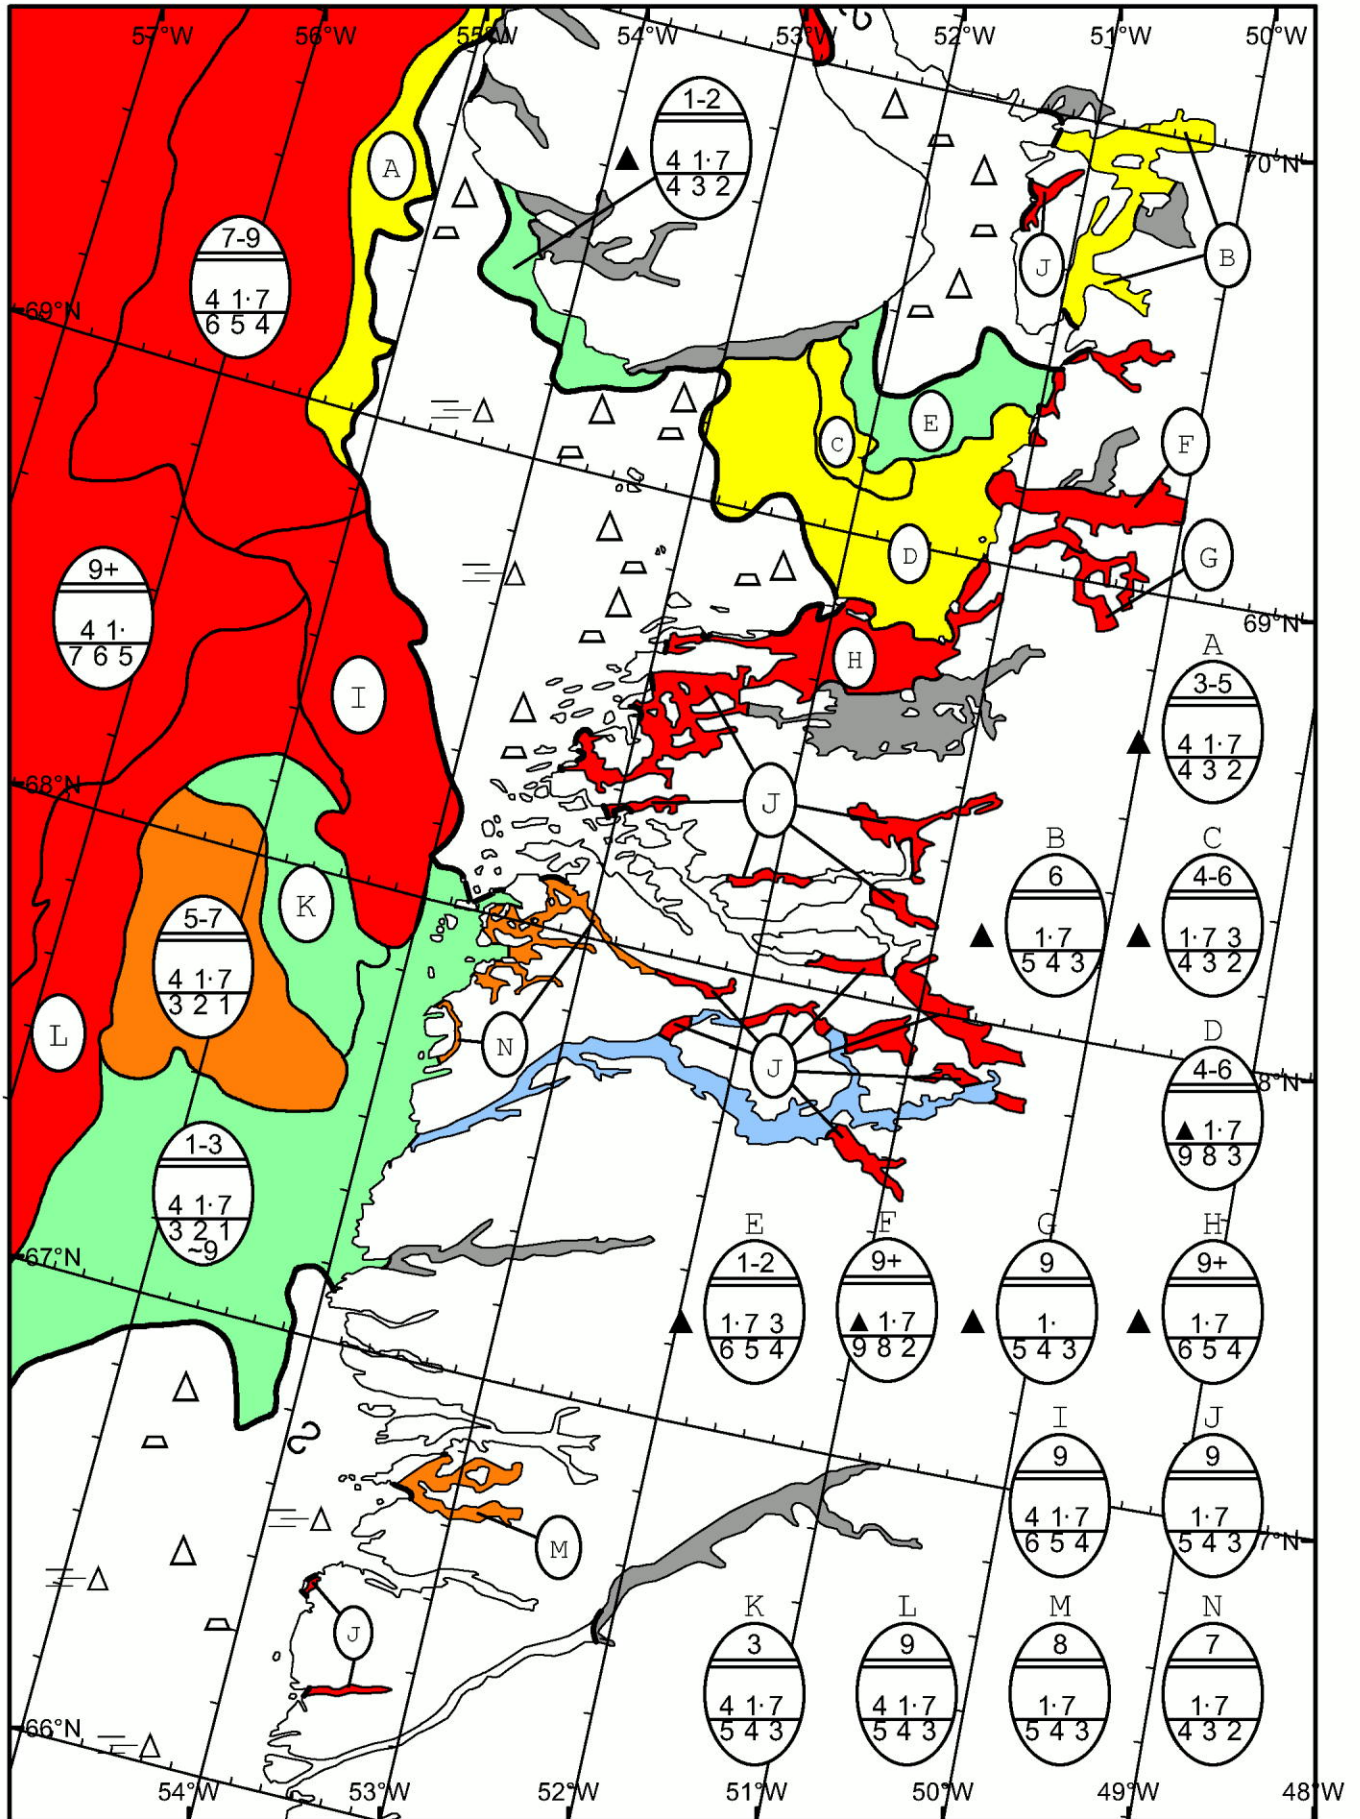 57°W 56°W 55°W 54°W 53°W 52°W 51°W 50°W
1-2
4 1·7
4 3 2
A
70°N
7-9
4 1·7
6 5 4
J
B
69°N
C
E
F
D
G
9+
4 1·
7 6 5
69°N
H
I
A
3-5
4 1·7
4 3 2
68°N
J
B
6
1·7
5 4 3
C
4-6
1·7 3
4 3 2
K
5-7
4 1·7
3 2 1
L
N
J
D
4-6
1·7
9 8 3
8°N
1-3
4 1·7
3 2 1
~9
67°N
E
1-2
1·7 3
6 5 4
F
9+
1·7
9 8 2
G
9
1·
5 4 3
H
9+
1·7
6 5 4
I
9
4 1·7
6 5 4
J
9
1·7
5 4 3
7°N
M
J
K
3
4 1·7
5 4 3
L
9
4 1·7
5 4 3
M
8
1·7
5 4 3
N
7
1·7
4 3 2
66°N
54°W 53°W 52°W 51°W 50°W 49°W 48°W